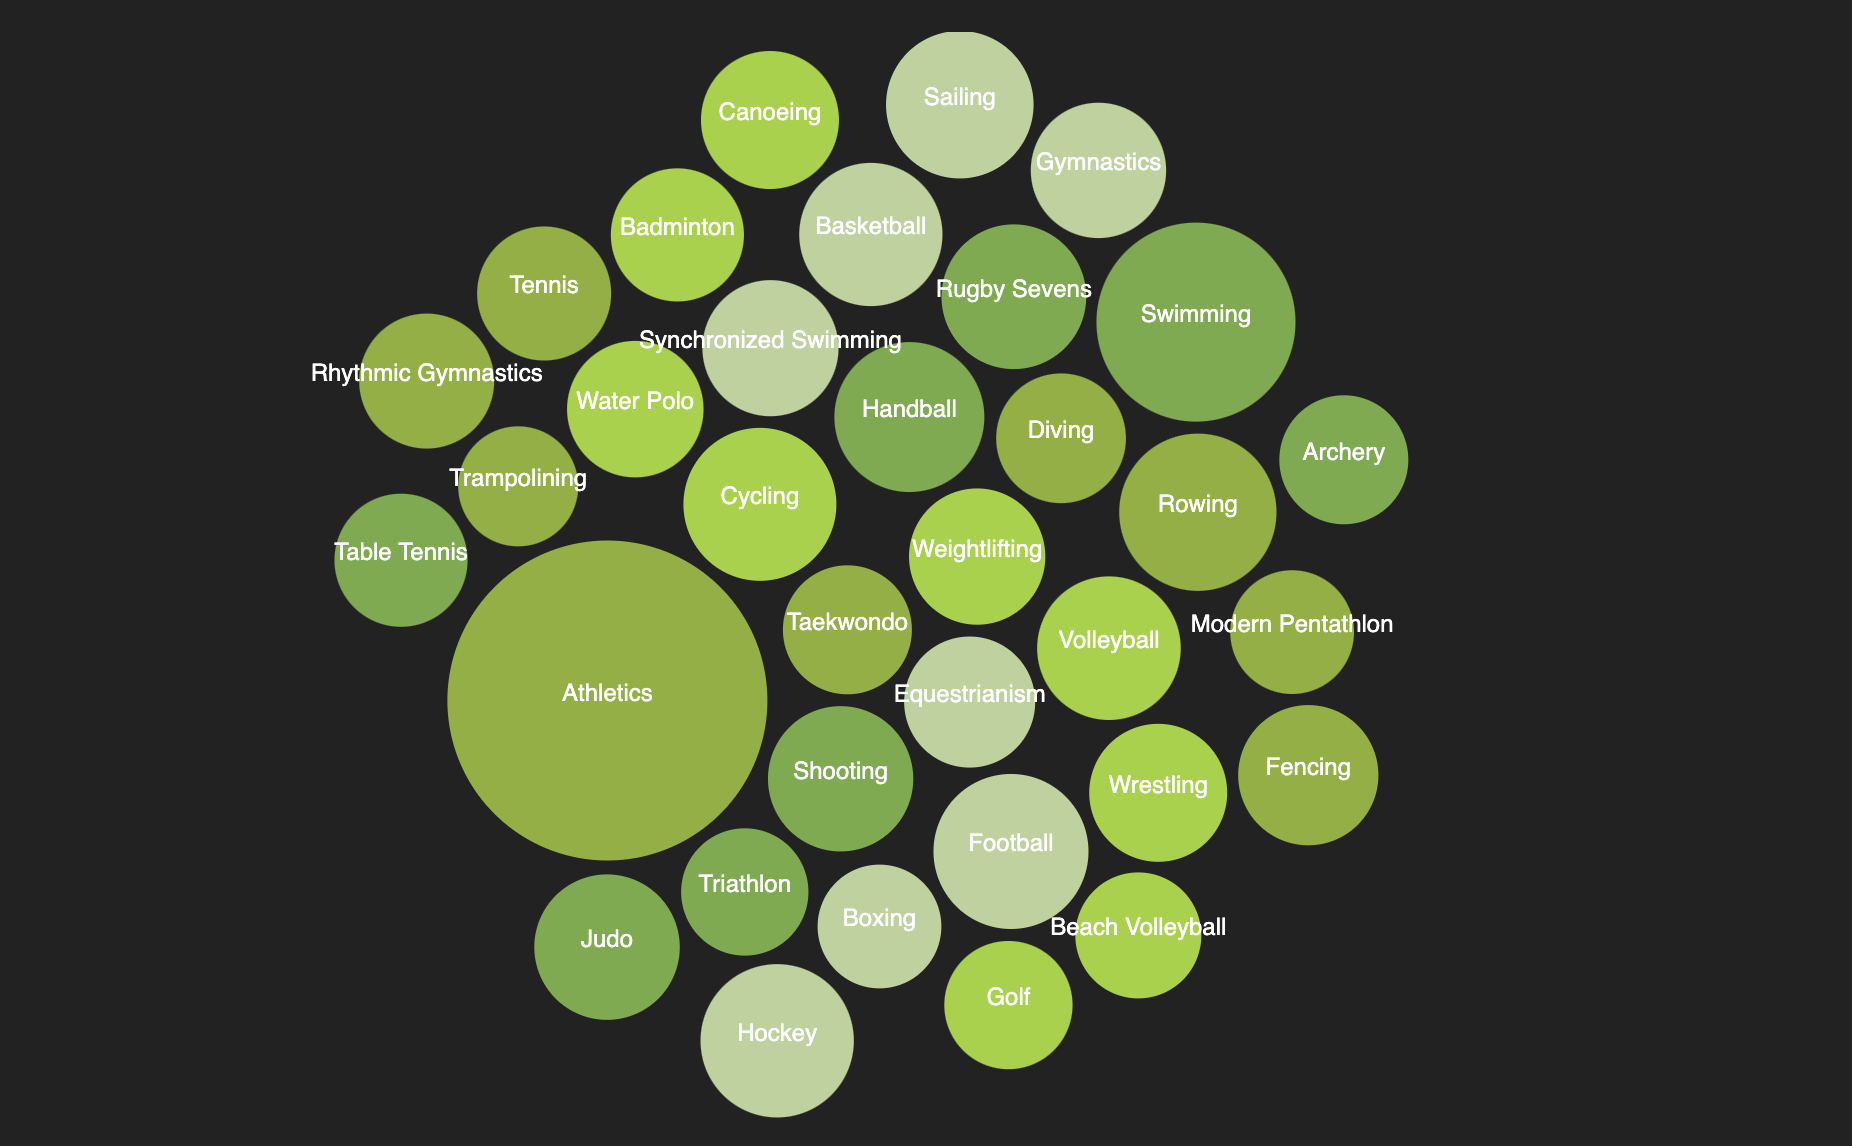 Sailing
Canoeing
Gymnastics
Basketball
Badminton
Tennis
Rugby Sevens
Swimming
Synchronized Swimming
Rhythmic Gymnastics
Water Polo
Handball
Diving
Archery
Trampolining
Cycling
Rowing
Weightlifting
Table Tennis
Taekwondo
Modern Pentathlon
Volleyball
Athletics
Equestrianism
Fencing
Shooting
Wrestling
Football
Triathlon
Boxing
Beach Volleyball
Judo
Golf
Hockey